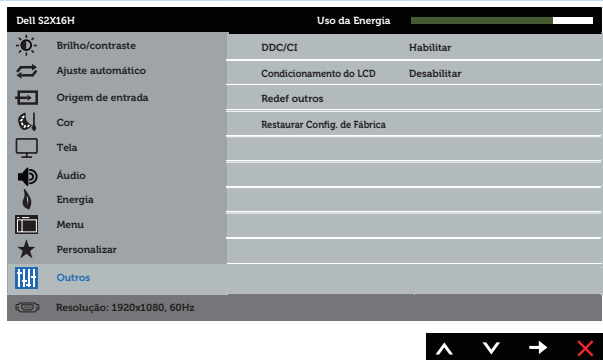 Dell S2X16H Uso da Energia
Brilho/contraste
Ajuste automático
Origem de entrada
Cor
Tela
Áudio
Energia
Menu
Personalizar
Outros
DDC/CI Habilitar
Condicionamento do LCD Desabilitar
Redef outros
Restaurar Config. de Fábrica
Resolução: 1920x1080, 60Hz